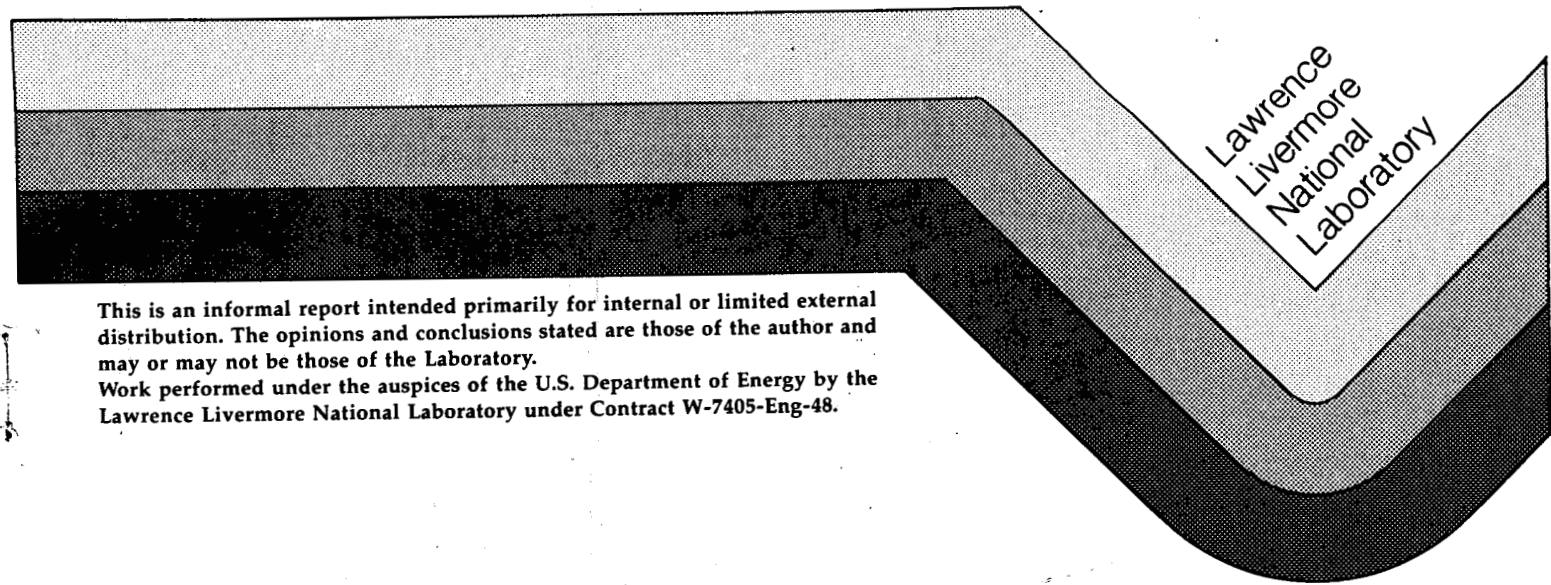 Lawrence
Livermore
National
Laboratory
This is an informal report intended primarily for internal or limited external
distribution. The opinions and conclusions stated are those of the author and
may or may not be those of the Laboratory.
Work performed under the auspices of the U.S. Department of Energy by the
Lawrence Livermore National Laboratory under Contract W-7405-Eng-48.